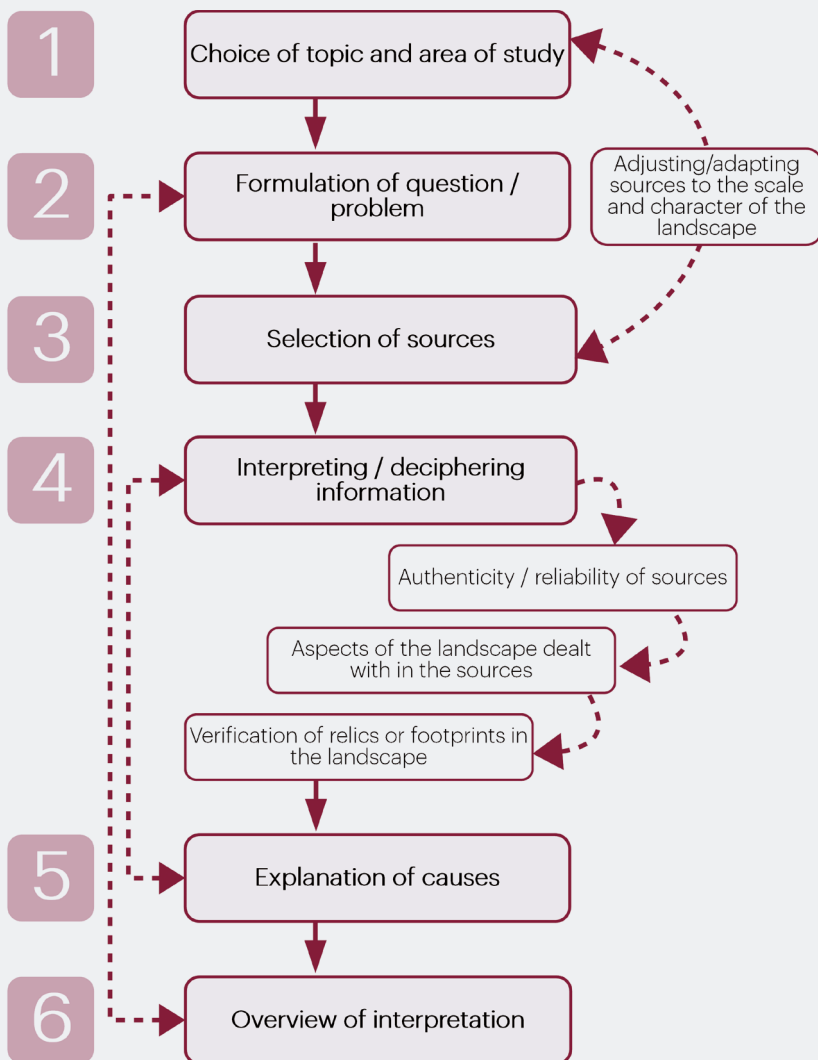 1
Choice of topic and area of study
2
Formulation of question /
problem
Adjusting/adapting
sources to the scale
and character of the
landscape
3
Selection of sources
4
Interpreting / deciphering
information
Authenticity / reliability of sources
Aspects of the landscape dealt
with in the sources
Verification of relics or footprints in
the landscape
5
Explanation of causes
6
Overview of interpretation